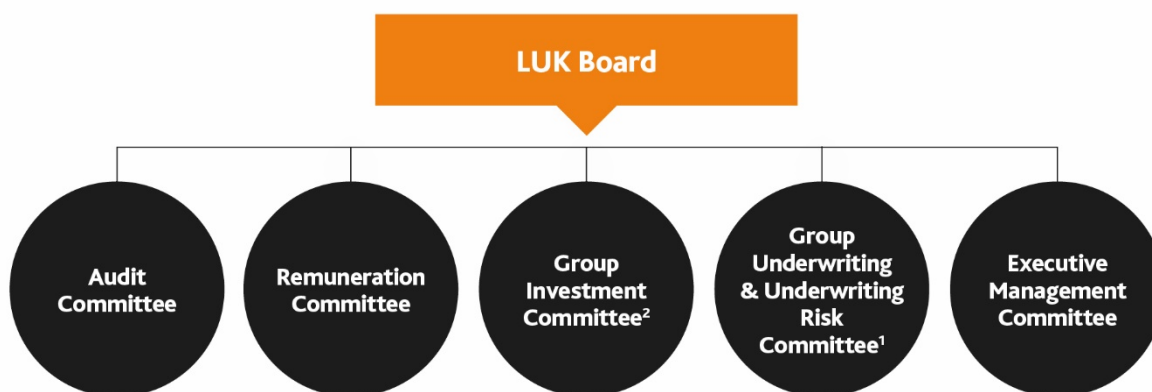 LUK Board
Audit
Committee
Remuneration
Committee
Group
Investment
Committee²
Group
Underwriting
& Underwriting
Risk
Committee¹
Executive
Management
Committee